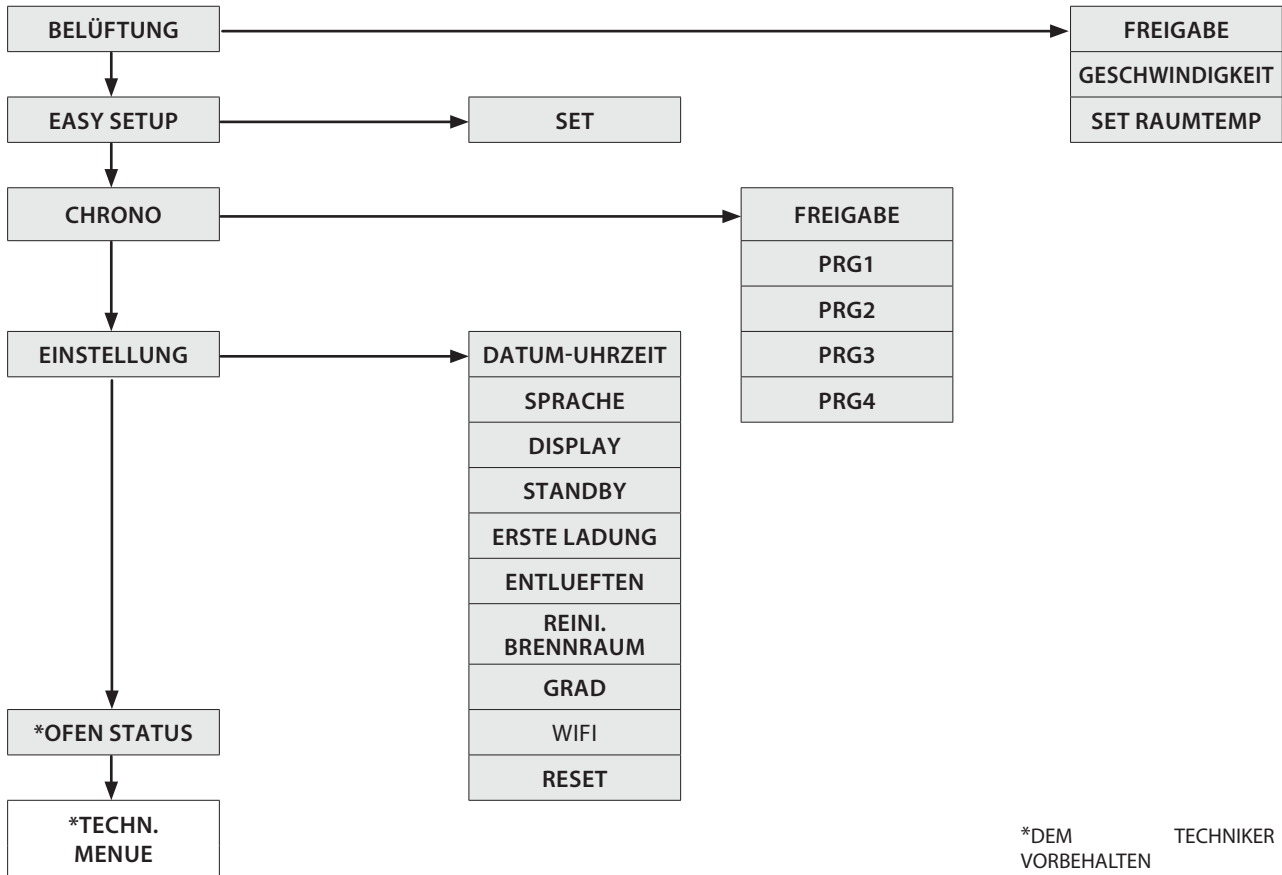 BELÜFTUNG
FREIGABE
GESCHWINDIGKEIT
SET RAUMTEMP
EASY SETUP
SET
CHRONO
FREIGABE
PRG1
PRG2
PRG3
PRG4
EINSTELLUNG
DATUM-UHRZEIT
SPRACHE
DISPLAY
STANDBY
ERSTE LADUNG
ENTLUEFTEN
REINI.
BRENNRAUM
GRAD
WIFI
RESET
*OFEN STATUS
*TECHN.
MENUE
*DEM TECHNIKER
VORBEHALTEN